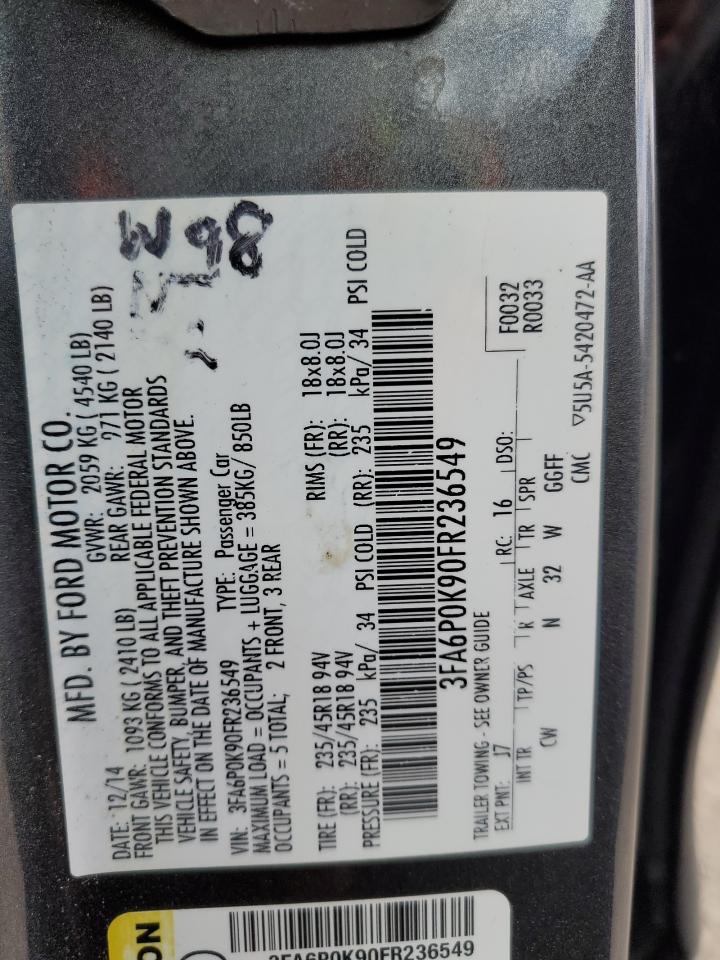 MFD. BY FORD MOTOR CO.
DATE: 12/14 GVWR: 2059 KG ( 4540 LB)
FRONT GAWR: 1093 KG ( 2410 LB) REAR GAWR: 971 KG ( 2140 LB)
THIS VEHICLE CONFORMS TO ALL APPLICABLE FEDERAL MOTOR
VEHICLE SAFETY, BUMPER, AND THEFT PREVENTION STANDARDS
IN EFFECT ON THE DATE OF MANUFACTURE SHOWN ABOVE.
VIN: 3FA6P0K90FR236549 TYPE: Passenger Car
MAXIMUM LOAD = OCCUPANTS + LUGGAGE = 385KG/ 850LB
OCCUPANTS = 5 TOTAL; 2 FRONT, 3 REAR
TIRE (FR): 235/45R18 94V RIMS (FR): 18x8.0J
(RR): 235/45R18 94V (RR): 18x8.0J
PRESSURE (FR): 235 kPa/ 34 PSI COLD (RR): 235 kPa/ 34 PSI COLD
3FA6P0K90FR236549
TRAILER TOWING - SEE OWNER GUIDE F0032
EXT PNT: J7 RC: 16 DSO: R0033
INT TR TP/PS R AXLE TR SPR
CW N 32 W GGFF
CMC ▽5U5A-5420472-AA
ON
3FA6P0K90FR236549